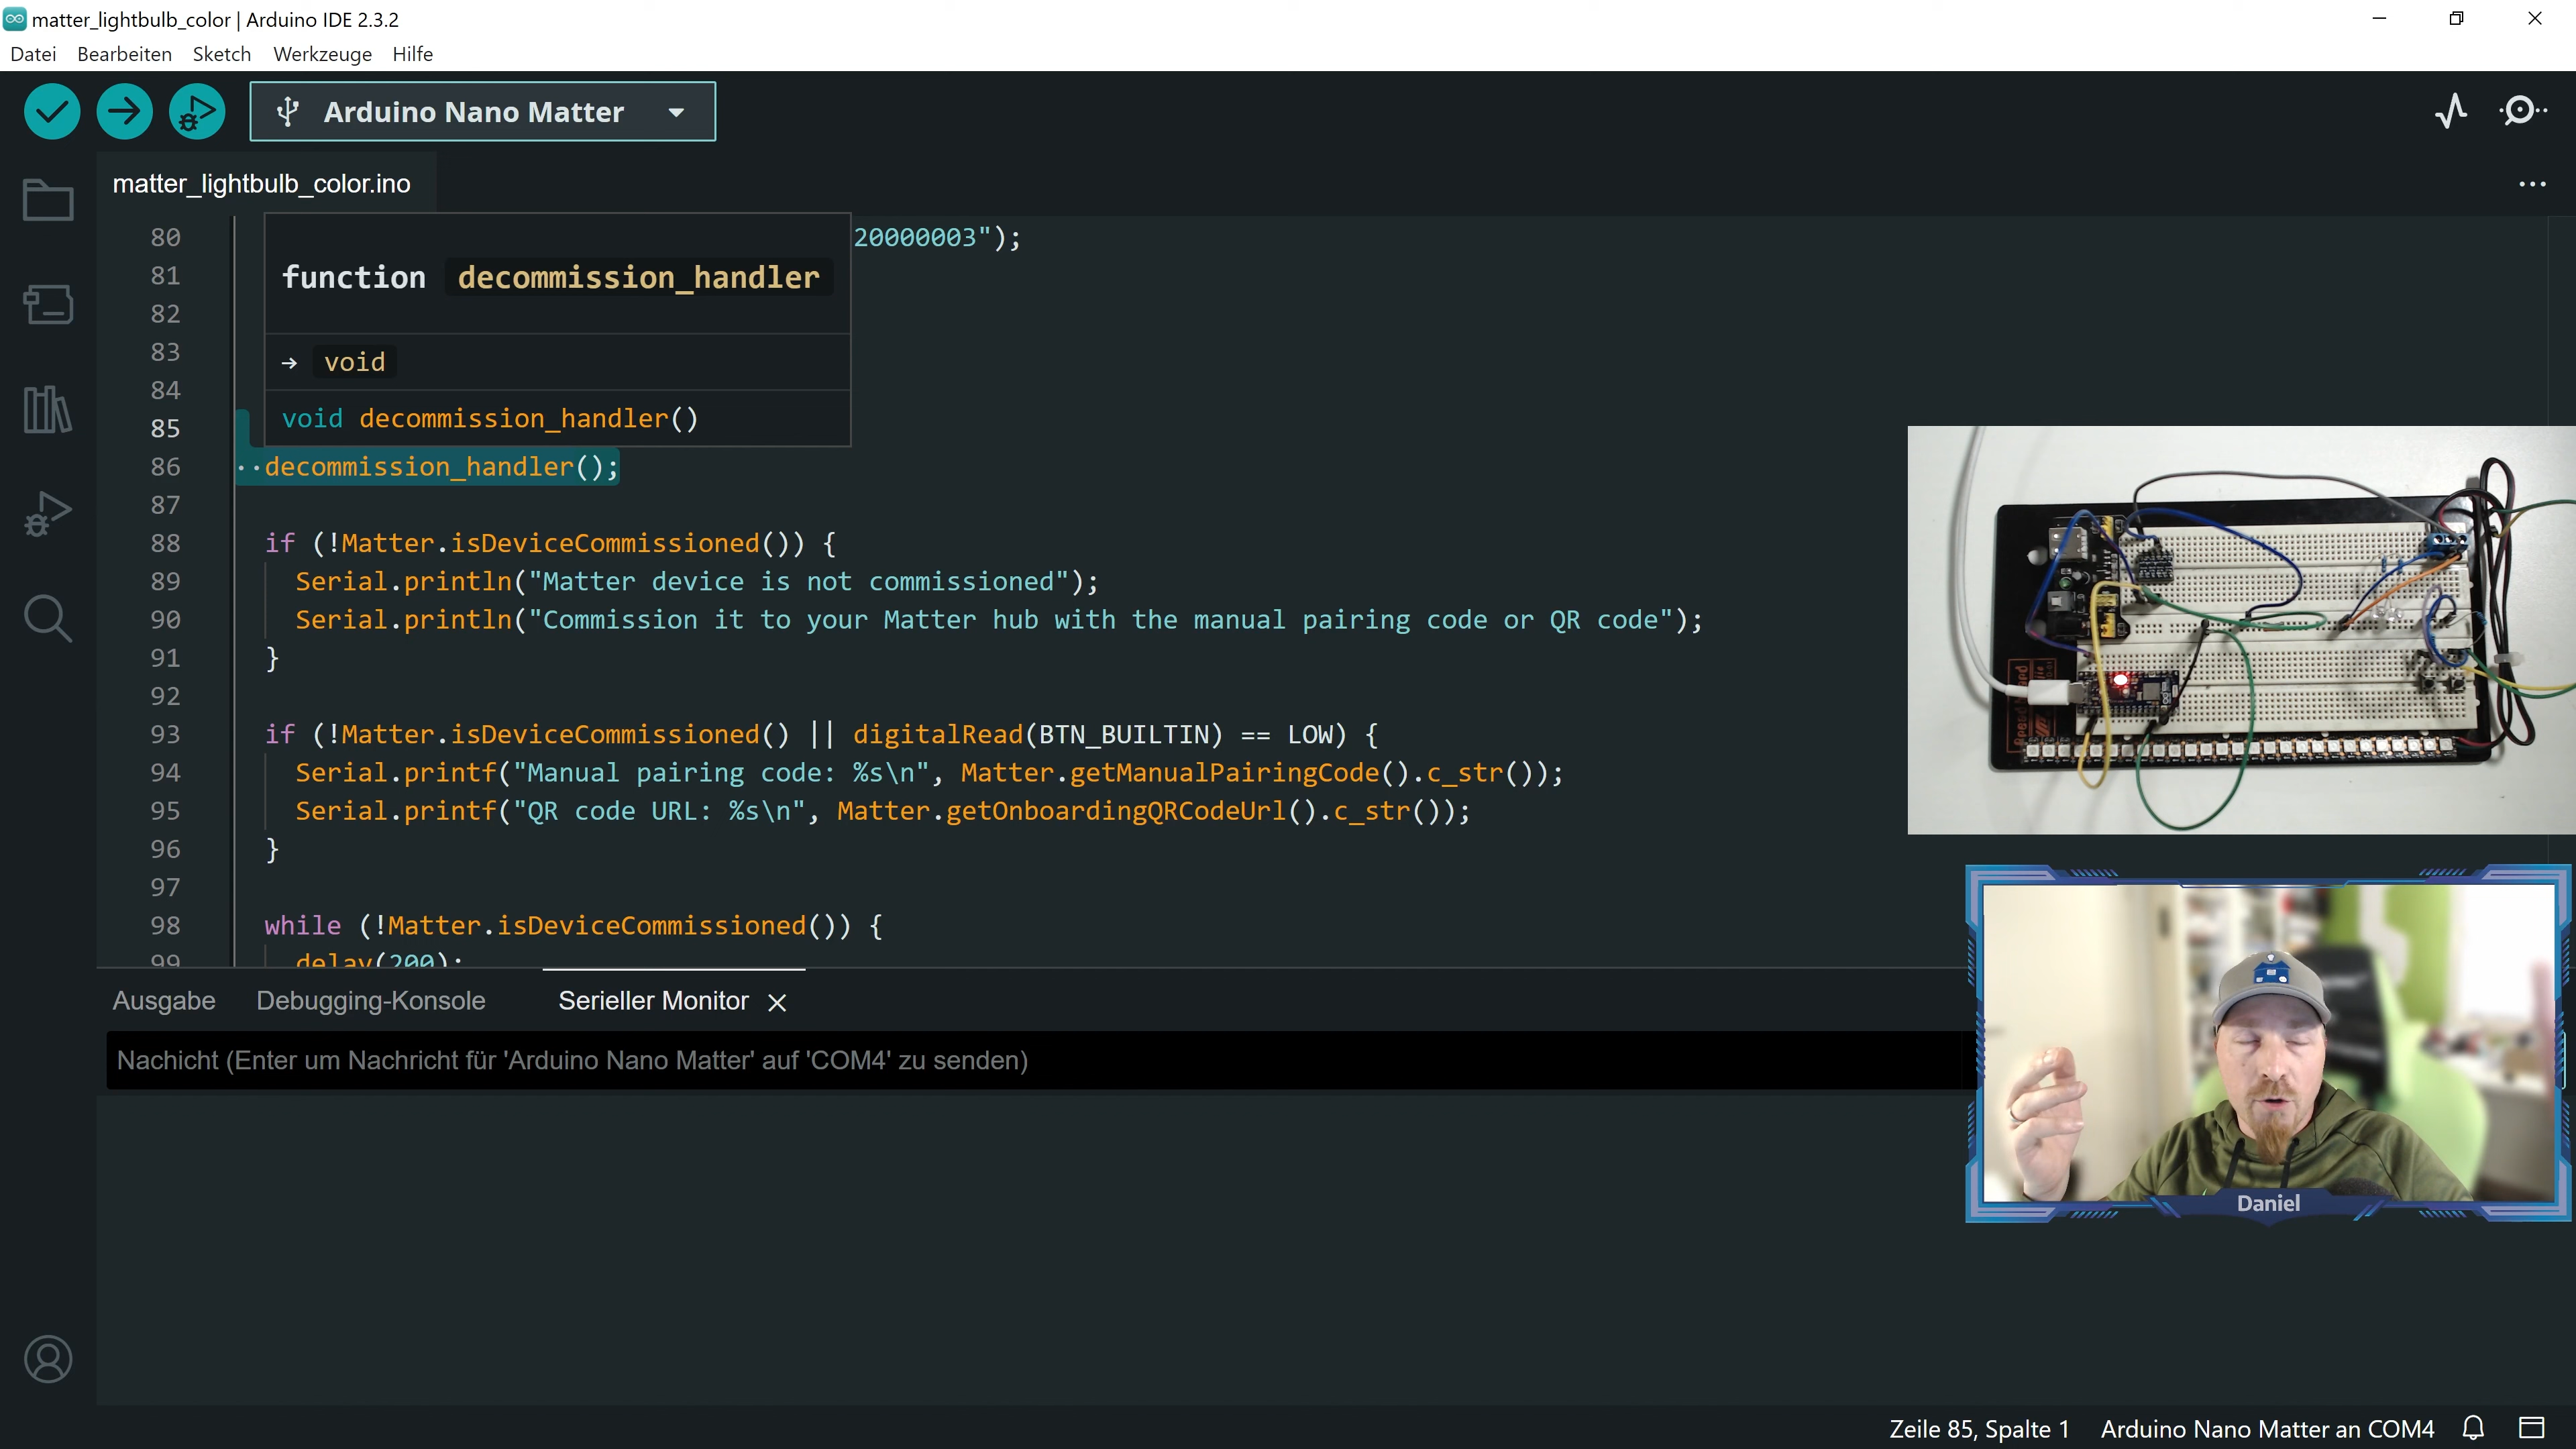 matter_lightbulb_color | Arduino IDE 2.3.2
Datei Bearbeiten Sketch Werkzeuge Hilfe
Arduino Nano Matter
matter_lightbulb_color.ino
80 20000003");
81
82
83
84
85
function decommission_handler
→ void
void decommission_handler()
86 decommission_handler();
87
88 if (!Matter.isDeviceCommissioned()) {
89 Serial.println("Matter device is not commissioned");
90 Serial.println("Commission it to your Matter hub with the manual pairing code or QR code");
91 }
92
93 if (!Matter.isDeviceCommissioned() || digitalRead(BTN_BUILTIN) == LOW) {
94 Serial.printf("Manual pairing code: %s\n", Matter.getManualPairingCode().c_str());
95 Serial.printf("QR code URL: %s\n", Matter.getOnboardingQRCodeUrl().c_str());
96 }
97
98 while (!Matter.isDeviceCommissioned()) {
99 delay(200);
Ausgabe Debugging-Konsole Serieller Monitor
Nachicht (Enter um Nachricht für 'Arduino Nano Matter' auf 'COM4' zu senden)
Daniel
Zeile 85, Spalte 1 Arduino Nano Matter an COM4